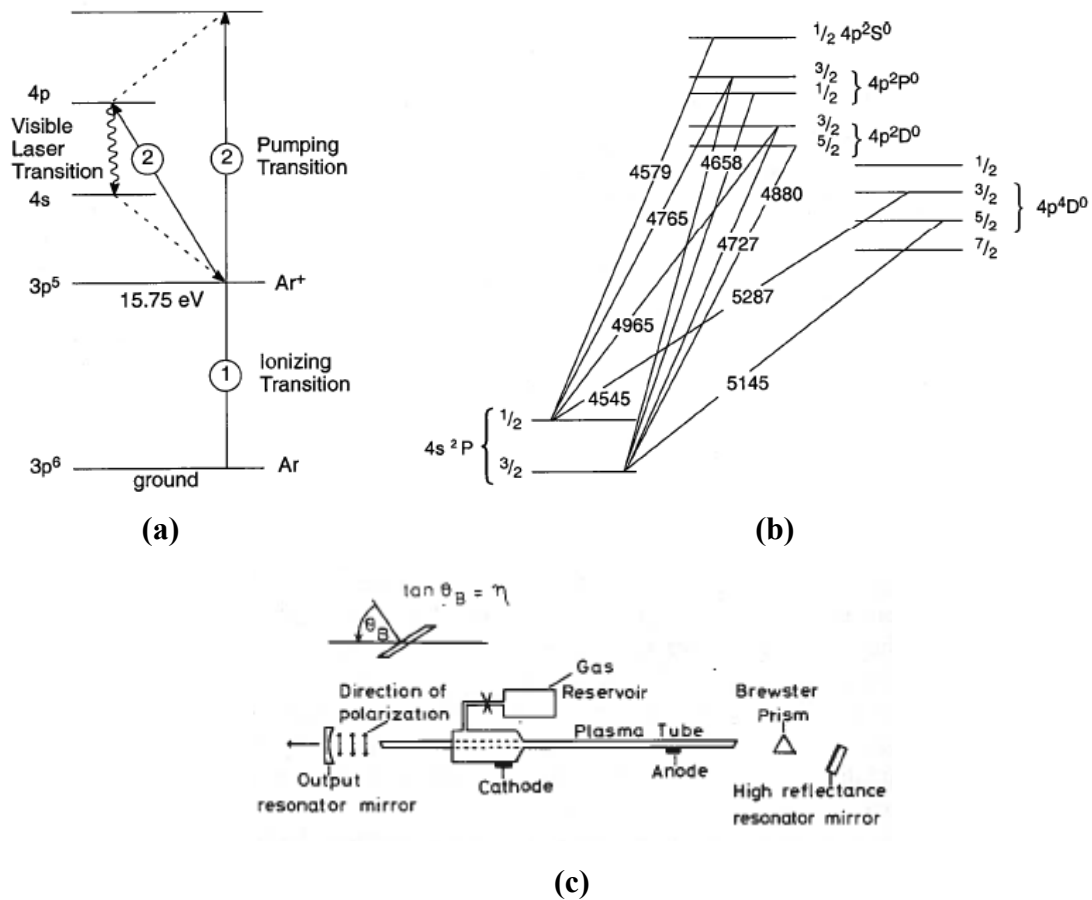 4p
Visible
Laser
Transition
2
2
Pumping
Transition
4s
3p⁵
Ar⁺
15.75 eV
1
Ionizing
Transition
3p⁶
Ar
ground
(a)
1/2 4p²S⁰
3/2
1/2
} 4p²P⁰
3/2
5/2
} 4p²D⁰
1/2
3/2
5/2
7/2
} 4p⁴D⁰
4579
4658
4765
4880
4727
4965
5287
4545
5145
4s ²P {
1/2
3/2
(b)
tan θB = η
θB
Direction of
polarization
Gas
Reservoir
Plasma Tube
Brewster
Prism
Output
resonator mirror
Cathode
Anode
High reflectance
resonator mirror
(c)